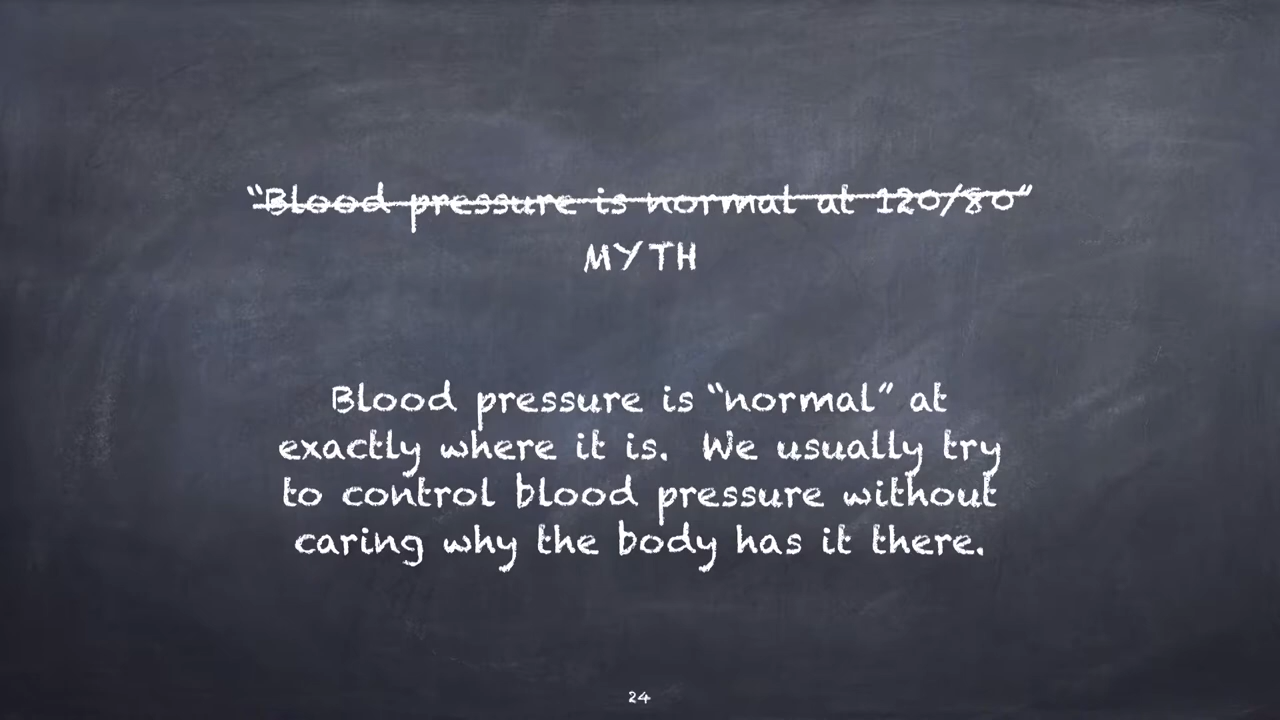 “Blood pressure is normal at 120/80”
MYTH
Blood pressure is “normal” at
exactly where it is.  We usually try
to control blood pressure without
caring why the body has it there.
24